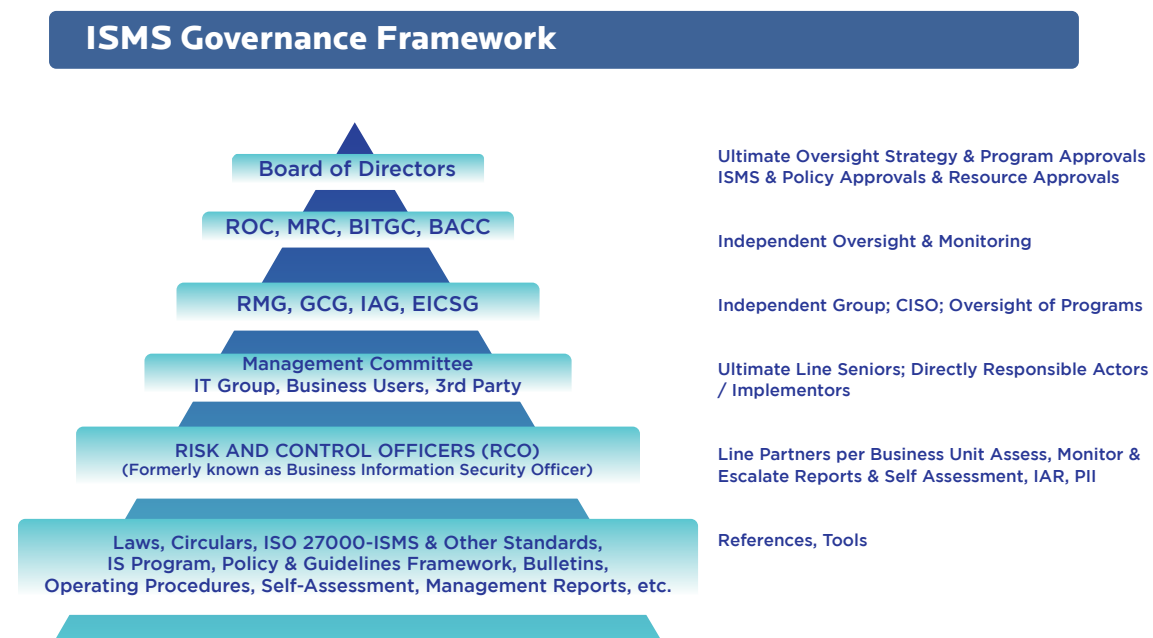 ISMS Governance Framework
Board of Directors
Ultimate Oversight Strategy & Program Approvals
ISMS & Policy Approvals & Resource Approvals
ROC, MRC, BITGC, BACC
Independent Oversight & Monitoring
RMG, GCG, IAG, EICSG
Independent Group; CISO; Oversight of Programs
Management Committee
IT Group, Business Users, 3rd Party
Ultimate Line Seniors; Directly Responsible Actors
/ Implementors
RISK AND CONTROL OFFICERS (RCO)
(Formerly known as Business Information Security Officer)
Line Partners per Business Unit Assess, Monitor &
Escalate Reports & Self Assessment, IAR, PII
Laws, Circulars, ISO 27000-ISMS & Other Standards,
IS Program, Policy & Guidelines Framework, Bulletins,
Operating Procedures, Self-Assessment, Management Reports, etc.
References, Tools